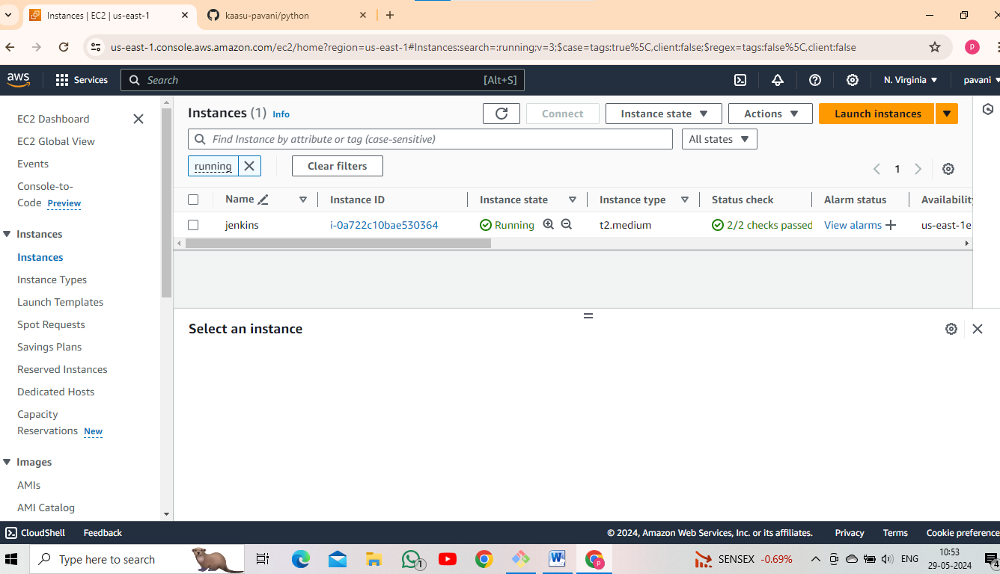 Instances | EC2 | us-east-1
kaasu-pavani/python
us-east-1.console.aws.amazon.com/ec2/home?region=us-east-1#Instances:search=:running;v=3;$case=tags:true%5C,client:false;$regex=tags:false%5C,client:false
P
aws
Services
Search
[Alt+S]
N. Virginia
pavani
EC2 Dashboard
EC2 Global View
Events
Console-to-
Code Preview
Instances
Instances
Instance Types
Launch Templates
Spot Requests
Savings Plans
Reserved Instances
Dedicated Hosts
Capacity
Reservations New
Images
AMIs
AMI Catalog
Instances (1) Info
Connect
Instance state
Actions
Launch instances
Find Instance by attribute or tag (case-sensitive)
All states
running
Clear filters
1
Name Instance ID Instance state Instance type Status check Alarm status Availability
jenkins i-0a722c10bae530364 Running t2.medium 2/2 checks passed View alarms us-east-1e
Select an instance
CloudShell Feedback © 2024, Amazon Web Services, Inc. or its affiliates. Privacy Terms Cookie preference
Type here to search
1
W
P
SENSEX -0.69%
ENG
10:53
29-05-2024
4